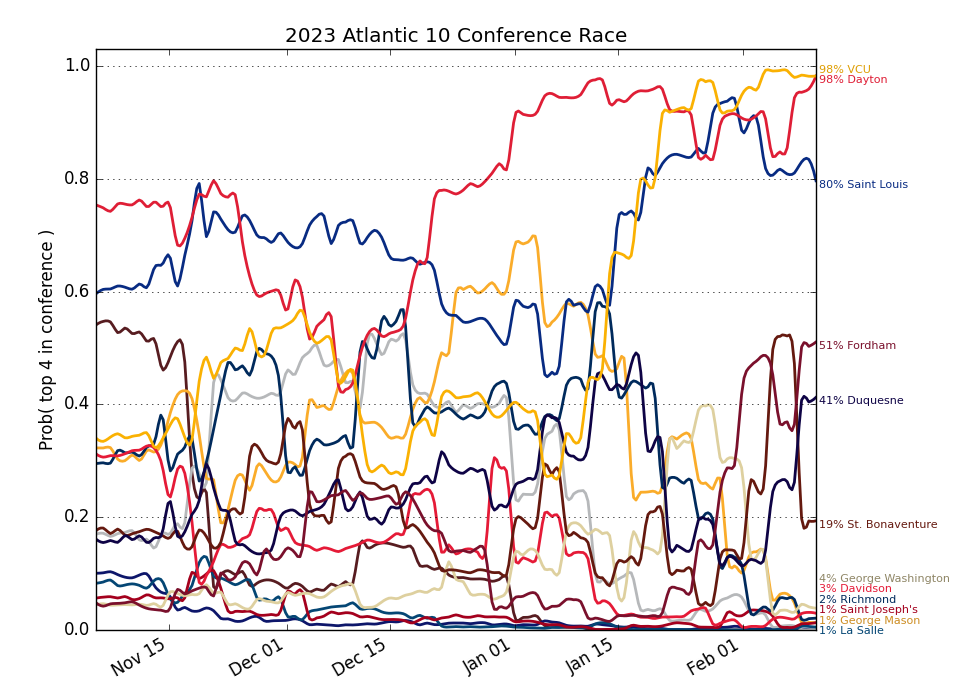 2023 Atlantic 10 Conference Race
Prob( top 4 in conference )
1.0
0.8
0.6
0.4
0.2
0.0
Nov 15
Dec 01
Dec 15
Jan 01
Jan 15
Feb 01
98% VCU
98% Dayton
80% Saint Louis
51% Fordham
41% Duquesne
19% St. Bonaventure
4% George Washington
3% Davidson
2% Richmond
1% Saint Joseph's
1% George Mason
1% La Salle